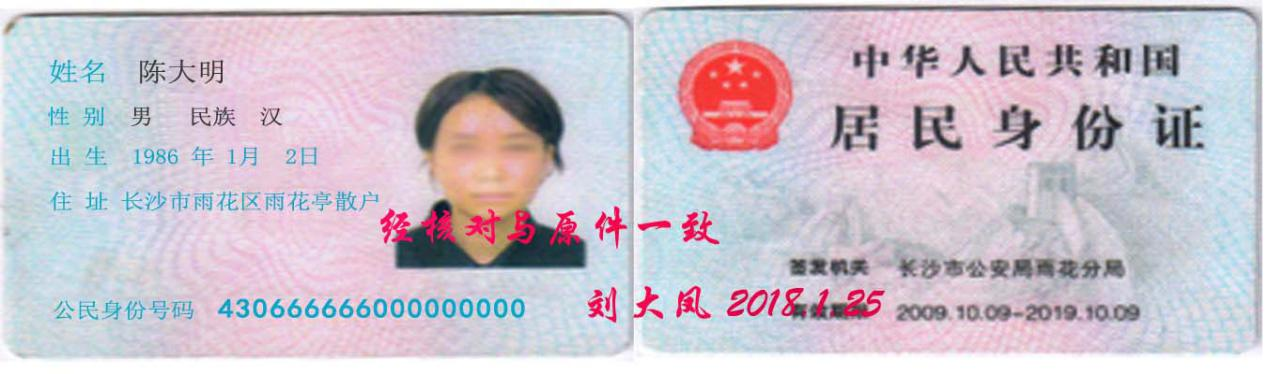 姓名 陈大明
性别 男 民族 汉
出生 1986 年 1月 2日
住址 长沙市雨花区雨花亭散户
公民身份号码 430666666000000000
中华人民共和国
居民身份证
签发机关 长沙市公安局雨花分局
有效期限 2009.10.09-2019.10.09
经核对与原件一致
刘大凤 2018.1.25